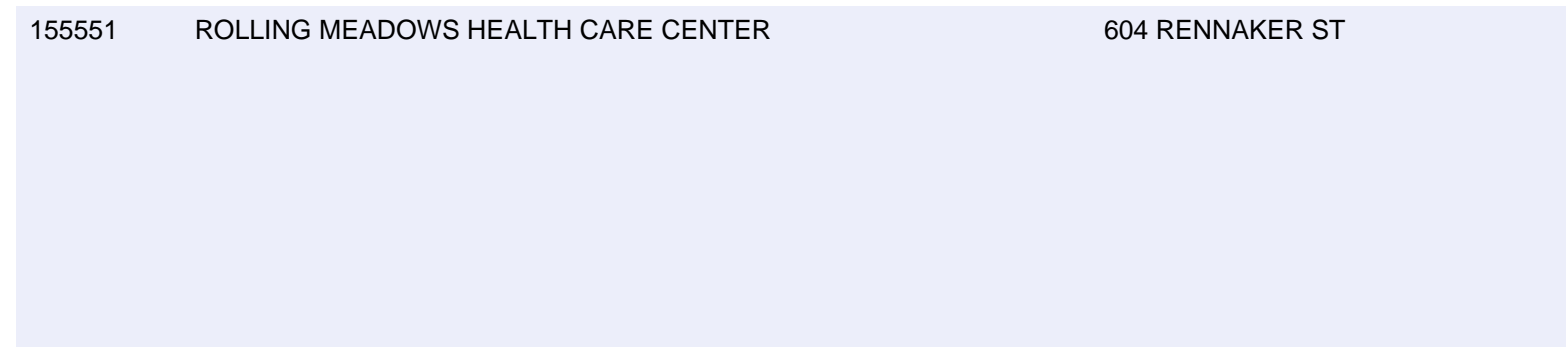 155551 ROLLING MEADOWS HEALTH CARE CENTER 604 RENNAKER ST